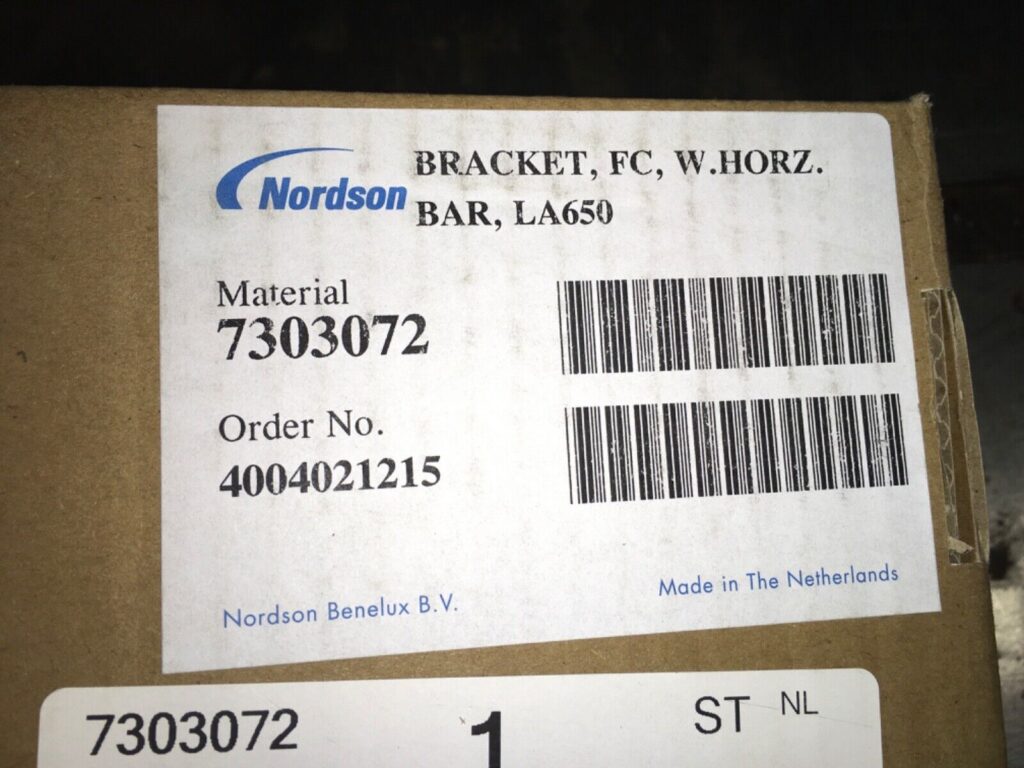 Nordson
BRACKET, FC, W.HORZ.
BAR, LA650
Material
7303072
Order No.
4004021215
Nordson Benelux B.V.
Made in The Netherlands
7303072 1 ST NL